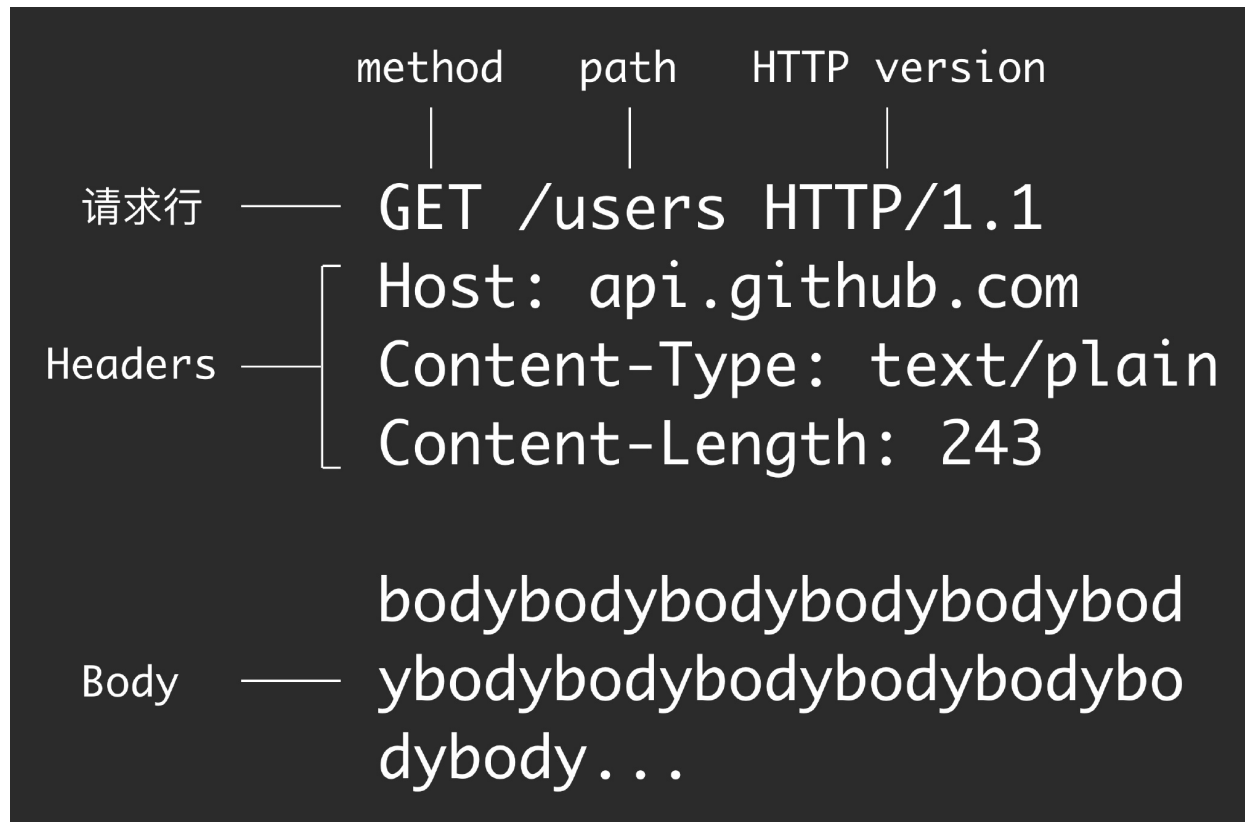 method path HTTP version
请求行 GET /users HTTP/1.1
Host: api.github.com
Headers Content-Type: text/plain
Content-Length: 243
bodybodybodybodybodybod
Body ybodybodybodybodybodybo
dybody...